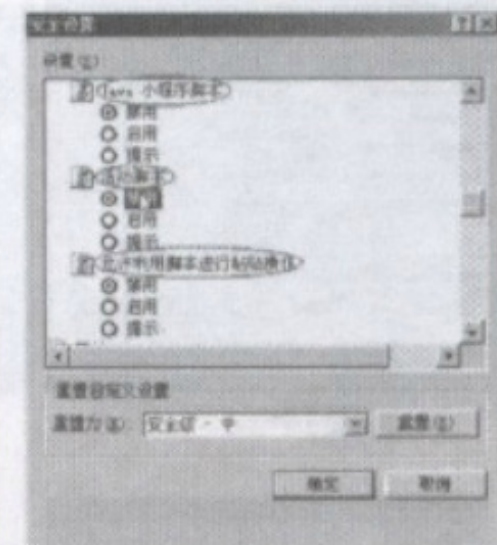 安全设置
设置(S)
Java 小程序脚本
禁用
启用
提示
活动脚本
禁用
启用
提示
允许利用脚本进行粘贴操作
禁用
启用
提示
重置自定义设置
重置为(R): 安全级 - 中 重置(E)
确定 取消